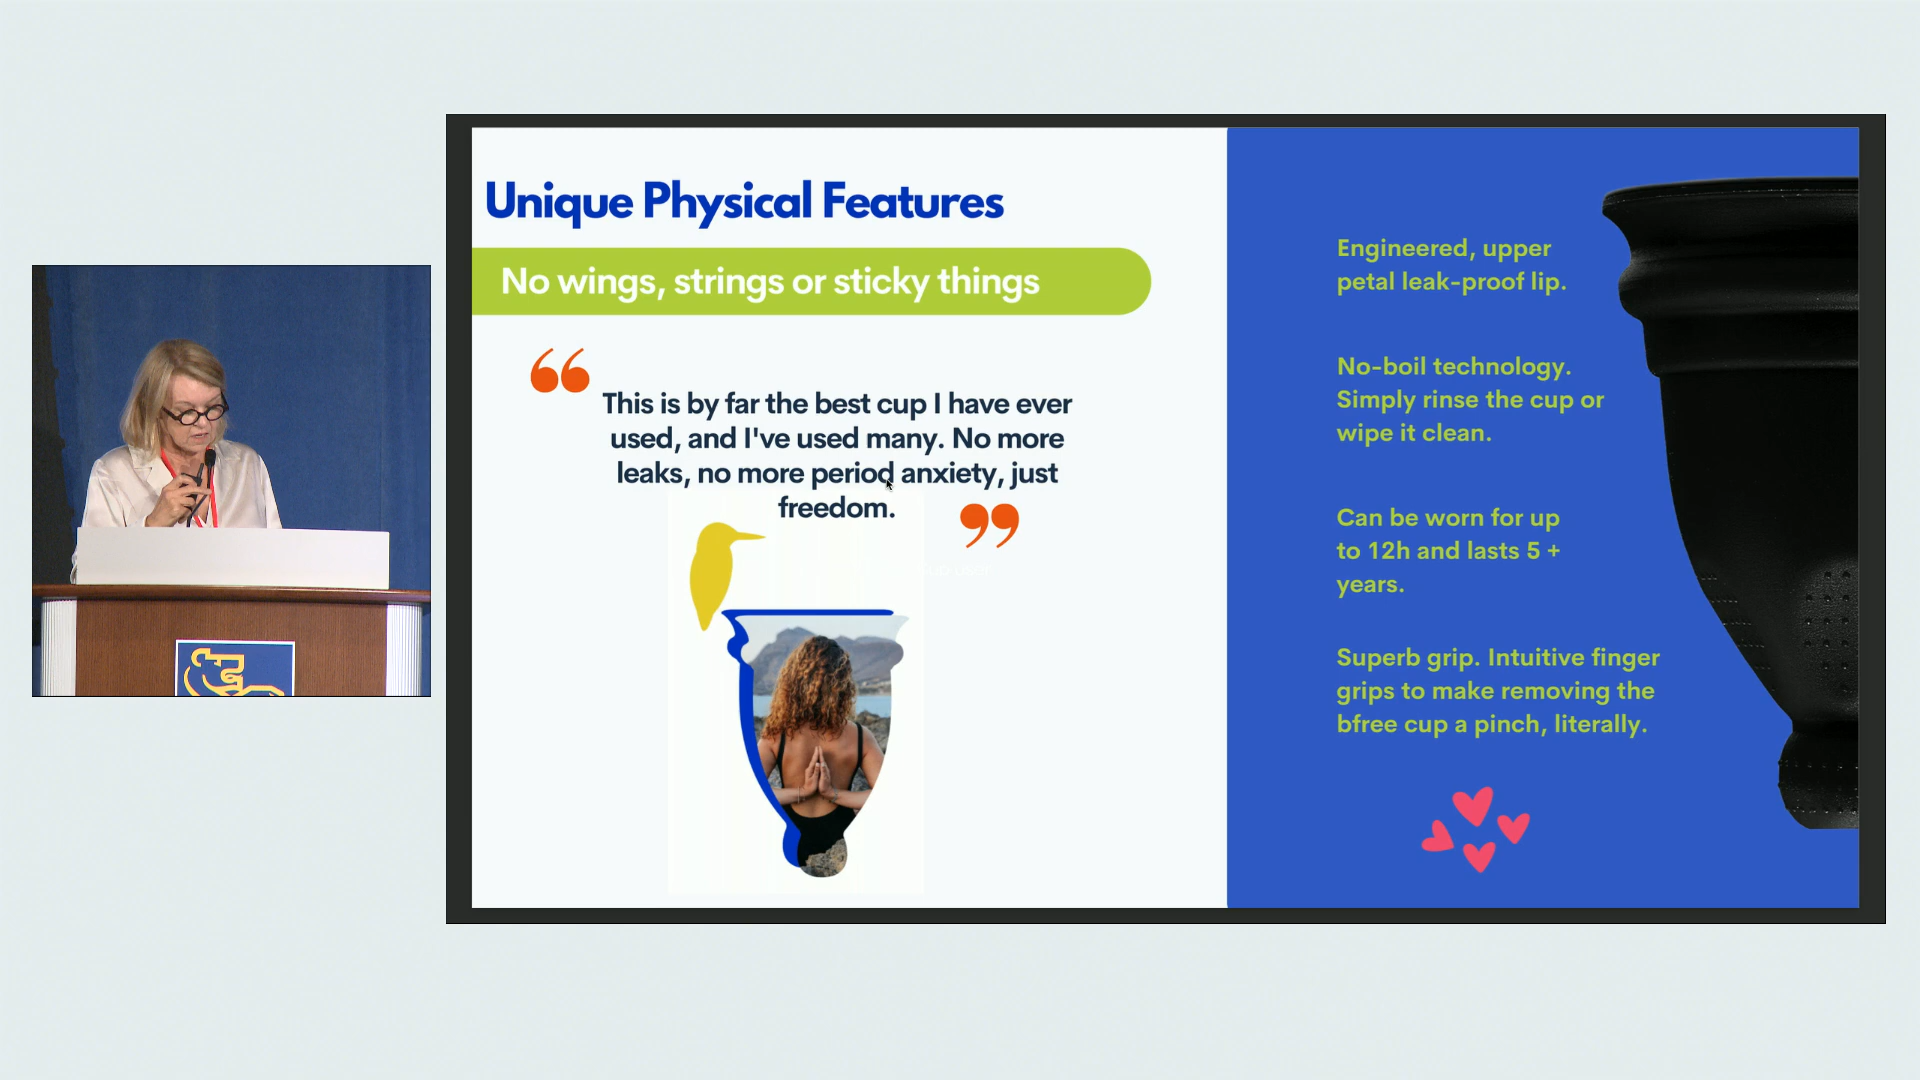 Unique Physical Features
No wings, strings or sticky things
“
This is by far the best cup I have ever
used, and I've used many. No more
leaks, no more period anxiety, just
freedom.
”
Engineered, upper
petal leak-proof lip.
No-boil technology.
Simply rinse the cup or
wipe it clean.
Can be worn for up
to 12h and lasts 5 +
years.
Superb grip. Intuitive finger
grips to make removing the
bfree cup a pinch, literally.